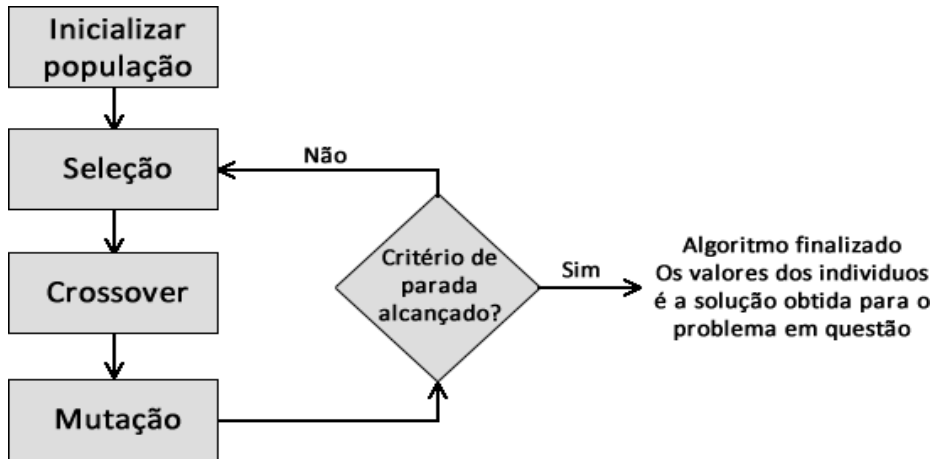 Inicializar
população
Seleção
Crossover
Mutação
Não
Critério de
parada
alcançado?
Sim
Algoritmo finalizado
Os valores dos individuos
é a solução obtida para o
problema em questão